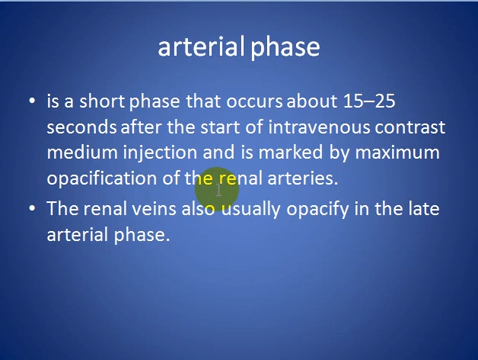 arterial phase
• is a short phase that occurs about 15–25
seconds after the start of intravenous contrast
medium injection and is marked by maximum
opacification of the renal arteries.
• The renal veins also usually opacify in the late
arterial phase.